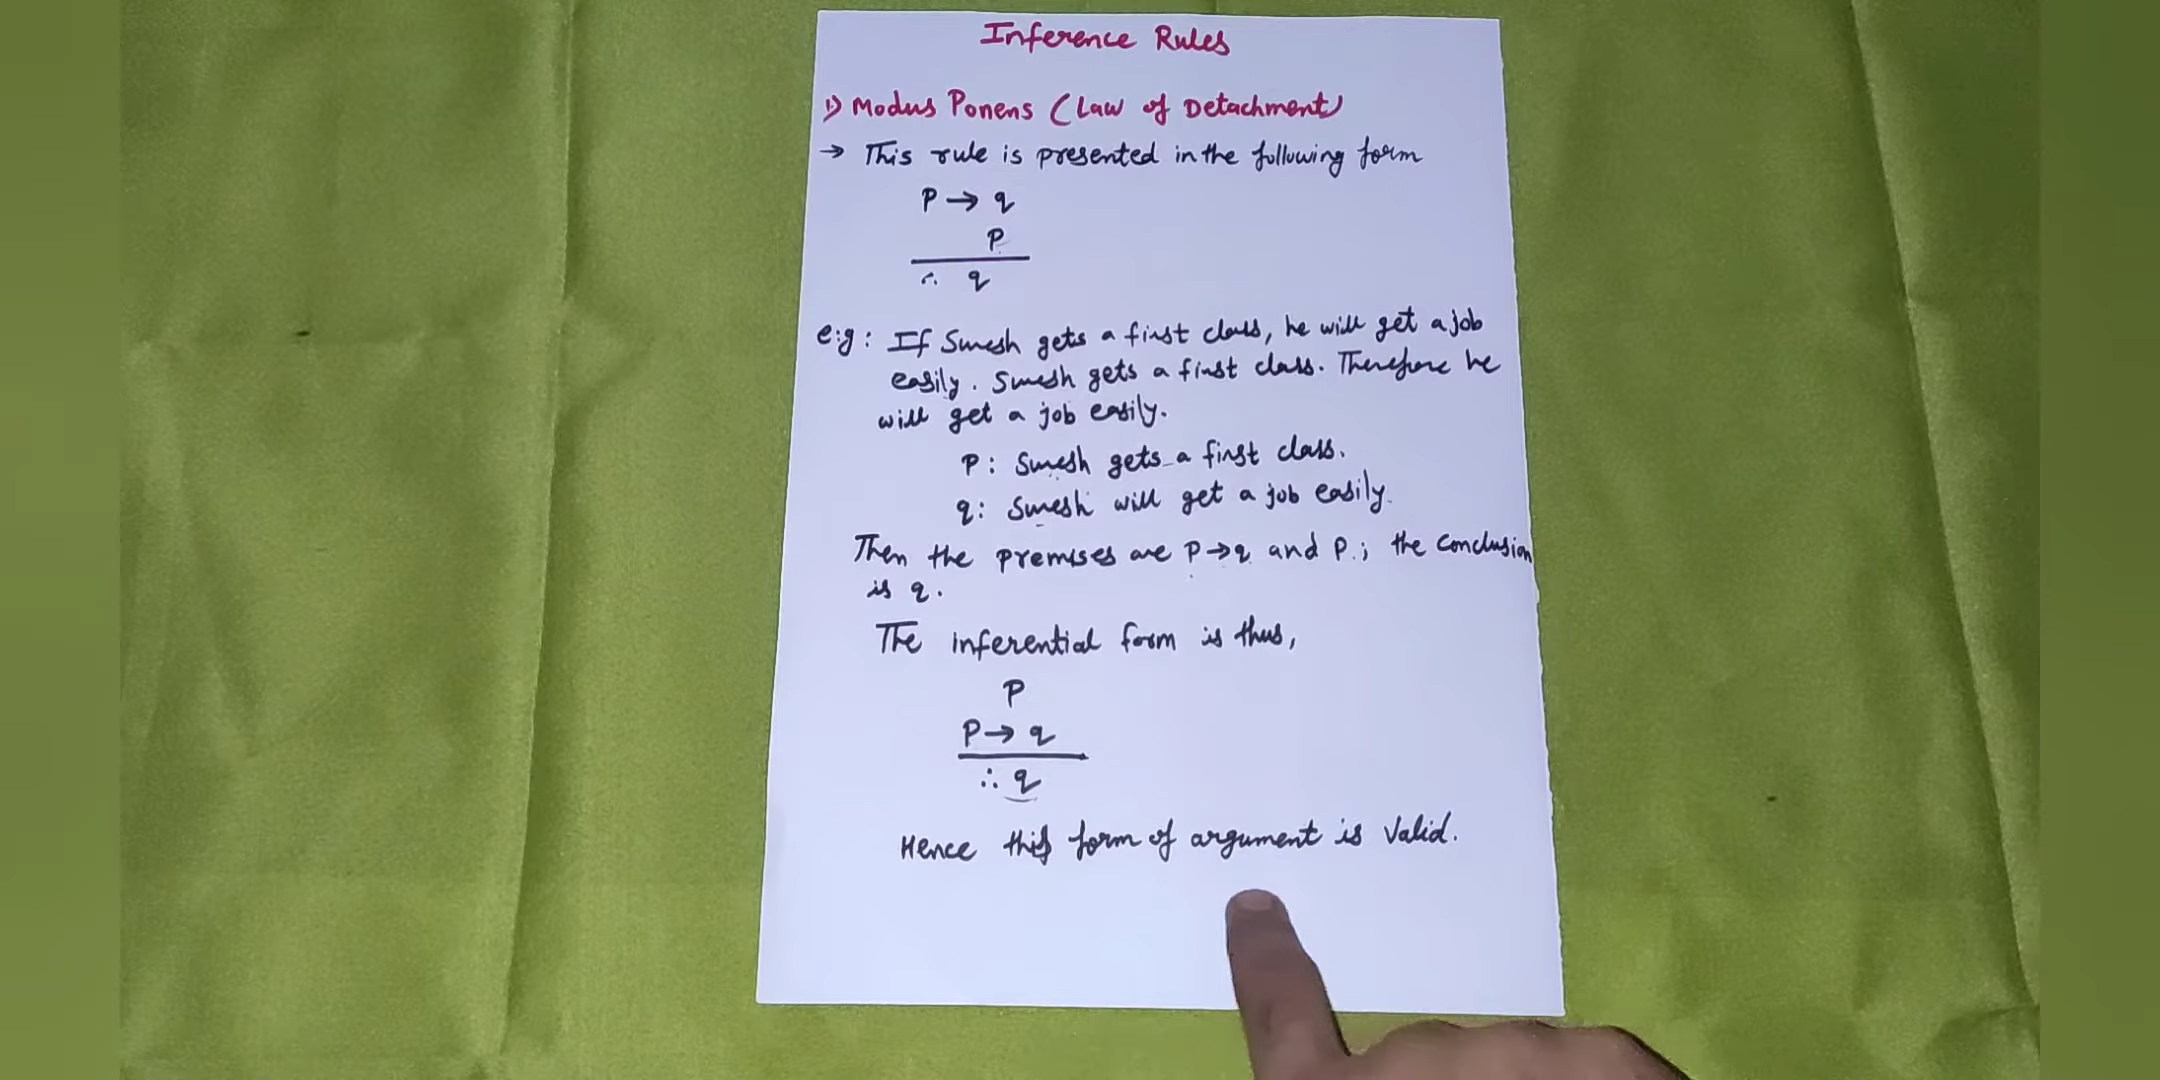 Inference Rules
1) Modus Ponens (Law of Detachment)
→ This rule is presented in the following form
P → q
P
∴ q
e.g: If Suresh gets a first class, he will get a job
easily. Suresh gets a first class. Therefore he
will get a job easily.
P: Suresh gets a first class.
q: Suresh will get a job easily.
Then the premises are P→q and P.; the Conclusion
is q.
The inferential form is thus,
P
P → q
∴ q
Hence this form of argument is valid.